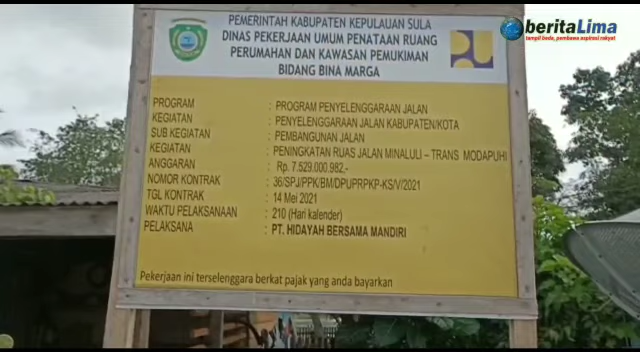 PEMERINTAH KABUPATEN KEPULAUAN SULA
DINAS PEKERJAAN UMUM PENATAAN RUANG
PERUMAHAN DAN KAWASAN PEMUKIMAN
BIDANG BINA MARGA
PU
beritaLima
tampil beda, pembawa aspirasi rakyat
PROGRAM : PROGRAM PENYELENGGARAAN JALAN
KEGIATAN : PENYELENGGARAAN JALAN KABUPATEN/KOTA
SUB KEGIATAN : PEMBANGUNAN JALAN
KEGIATAN : PENINGKATAN RUAS JALAN MINALULI – TRANS MODAPUHI
ANGGARAN : Rp. 7.529.000.982,-
NOMOR KONTRAK : 36/SPJ/PPK/BM/DPUPRPKP-KS/V/2021
TGL KONTRAK : 14 Mei 2021
WAKTU PELAKSANAAN : 210 (Hari kalender)
PELAKSANA : PT. HIDAYAH BERSAMA MANDIRI
Pekerjaan ini terselenggara berkat pajak yang anda bayarkan